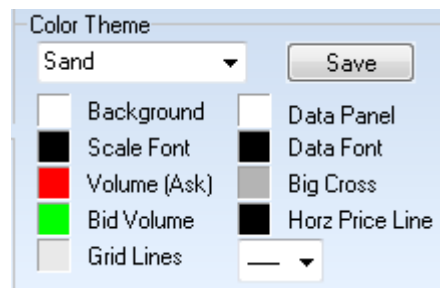 Color Theme
Sand Save
Background Data Panel
Scale Font Data Font
Volume (Ask) Big Cross
Bid Volume Horz Price Line
Grid Lines